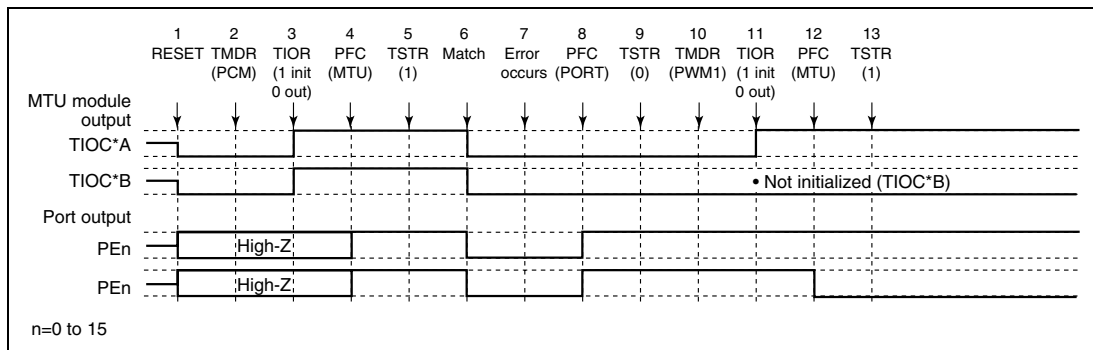 1 2 3 4 5 6 7 8 9 10 11 12 13
RESET TMDR TIOR PFC TSTR Match Error PFC TSTR TMDR TIOR PFC TSTR
(PCM) (1 init (MTU) (1) occurs (PORT) (0) (PWM1) (1 init (MTU) (1)
0 out) 0 out)
MTU module
output
TIOC*A
TIOC*B
• Not initialized (TIOC*B)
Port output
PEn
High-Z
PEn
High-Z
n=0 to 15